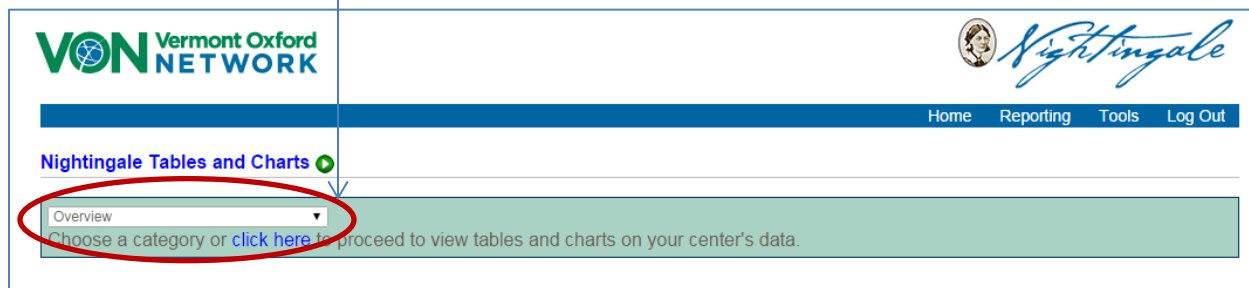 VON Vermont Oxford
NETWORK
Nightingale
Home Reporting Tools Log Out
Nightingale Tables and Charts
Overview
Choose a category or click here to proceed to view tables and charts on your center's data.